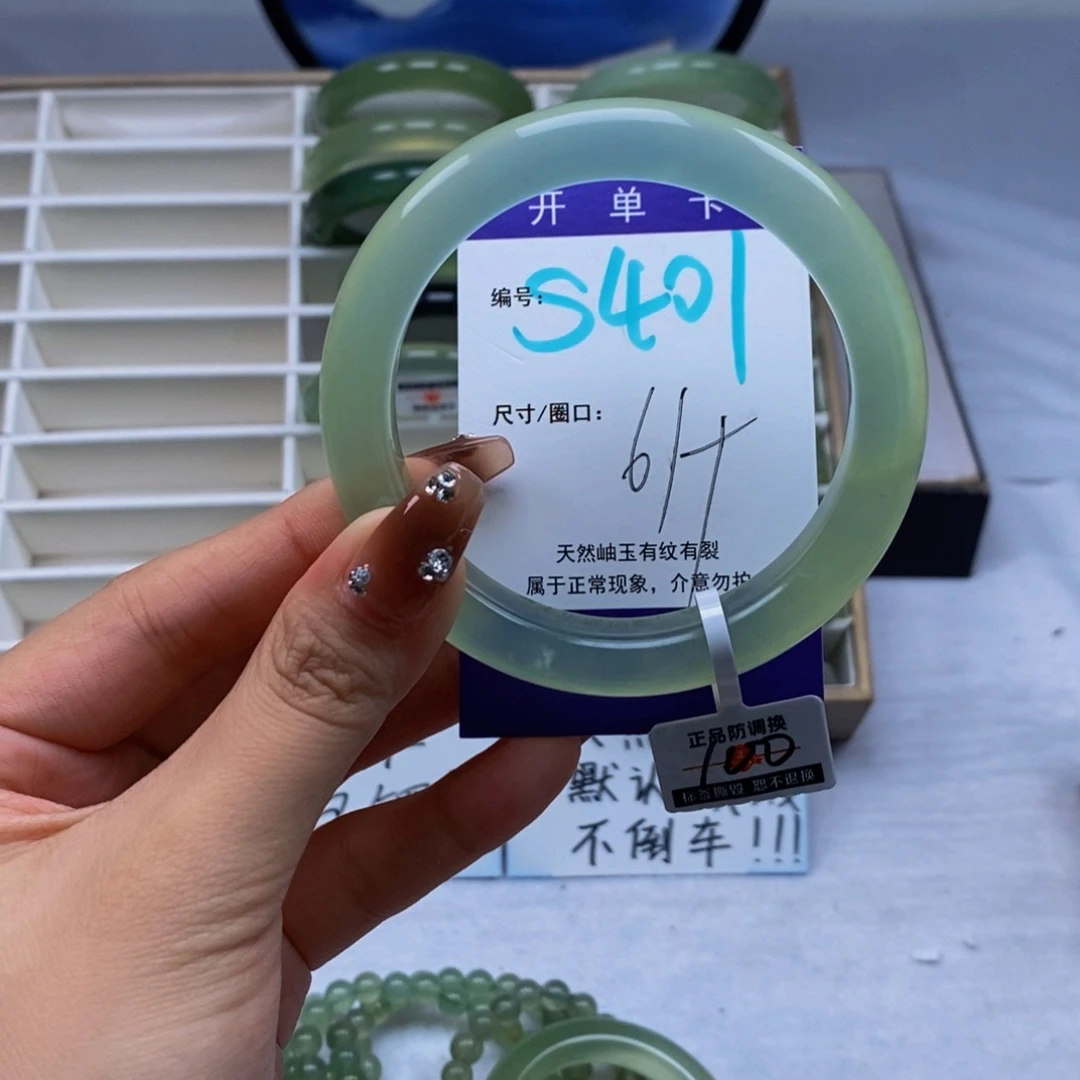 开单卡
编号: S401
尺寸/圈口:
天然岫玉有纹有裂
属于正常现象，介意勿拍
正品防调换
100
标签撕毁 恕不退换
默认
不倒车!!!